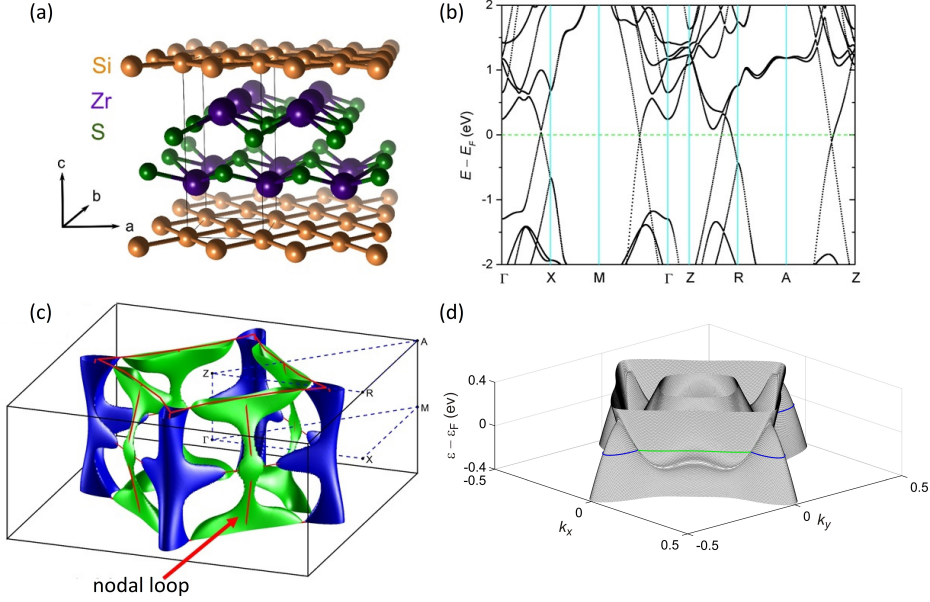 (a)
Si
Zr
S
c
b
a
(b)
E − E_F (eV)
2
1
0
-1
-2
Γ X M Γ Z R A Z
(c)
A
Z
R
M
Γ
X
nodal loop
(d)
ε − ε_F (ev)
0.4
0
-0.4
-0.5
0
0.5
k_x
-0.5
0
0.5
k_y